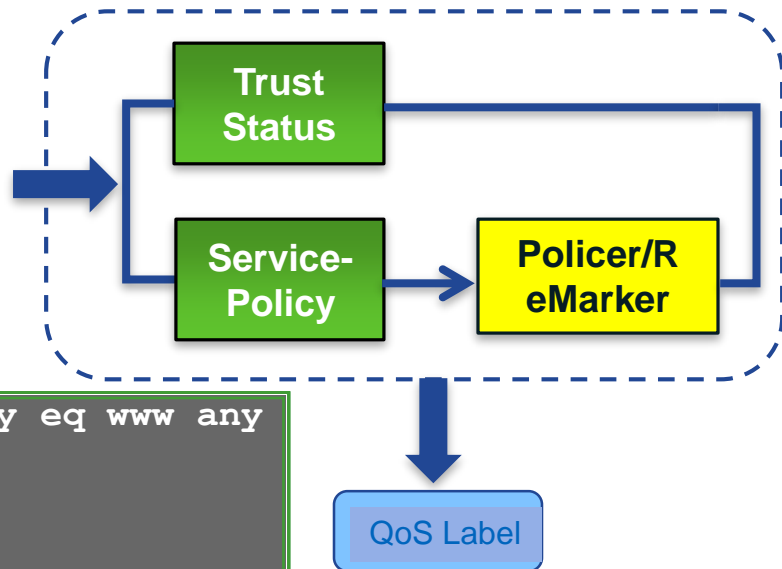 Trust
Status
Service-
Policy
Policer/R
eMarker
y eq www any
QoS Label